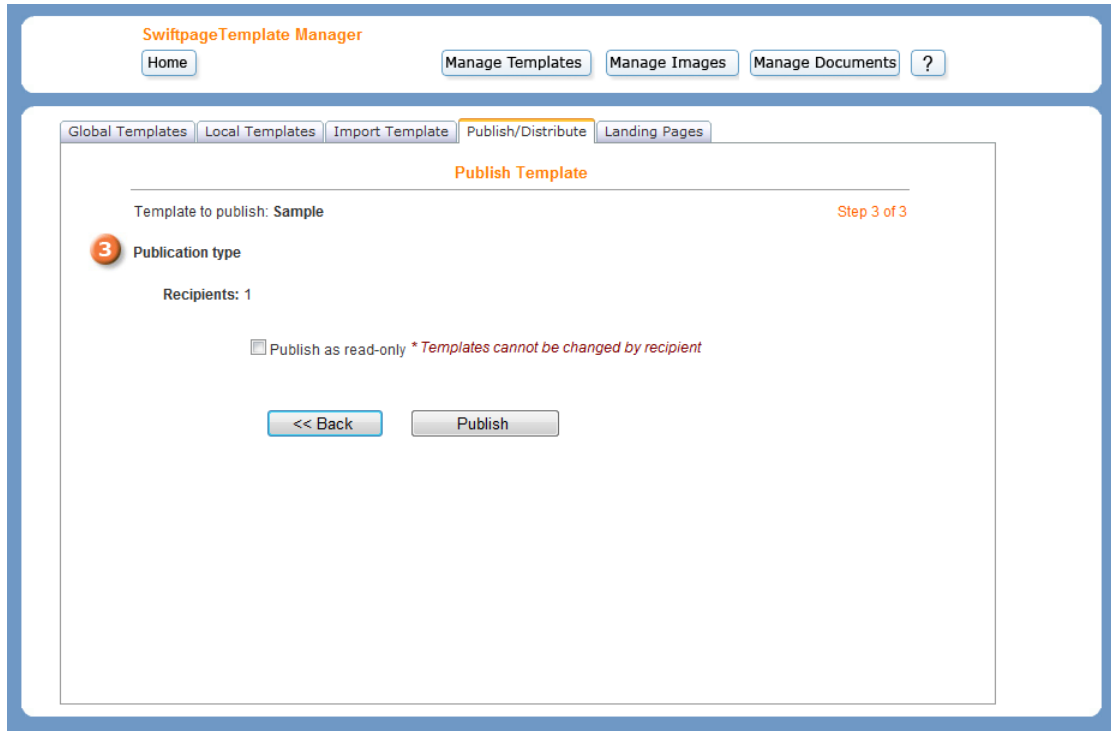 SwiftpageTemplate Manager
Home Manage Templates Manage Images Manage Documents ?
Global Templates Local Templates Import Template Publish/Distribute Landing Pages
Publish Template
Template to publish: Sample Step 3 of 3
3 Publication type
Recipients: 1
Publish as read-only * Templates cannot be changed by recipient
<< Back Publish